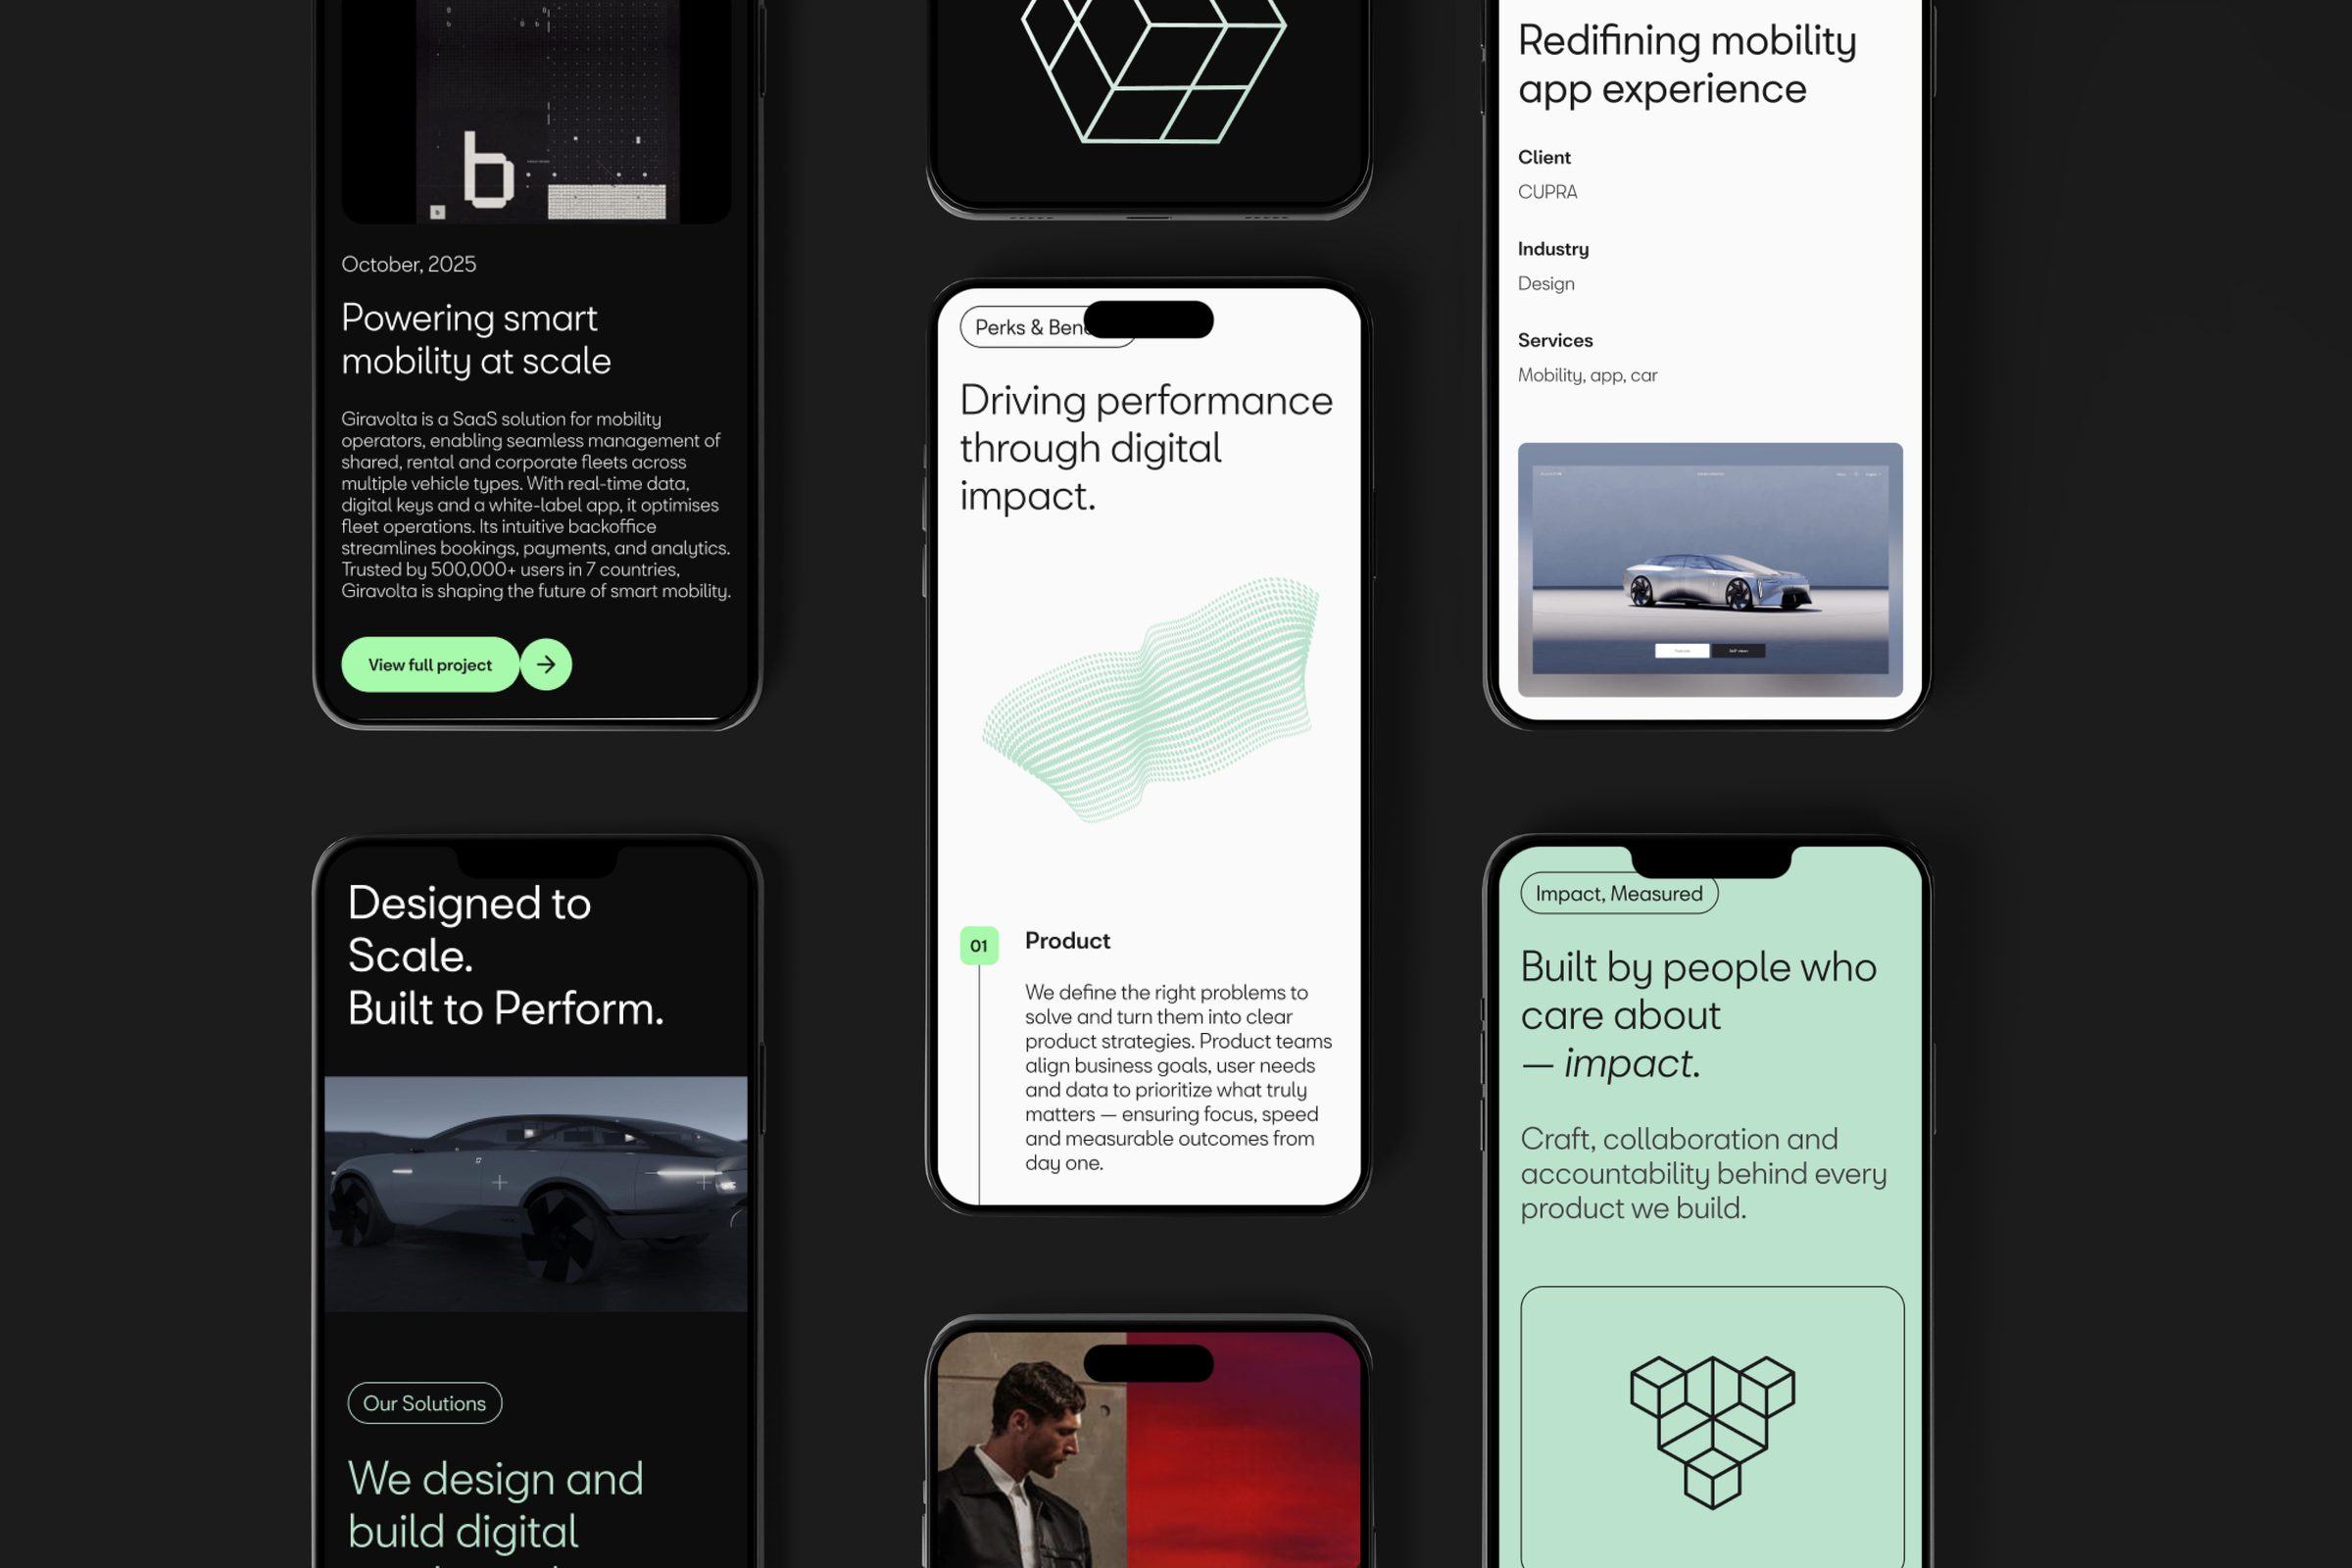 b
October, 2025
Powering smart
mobility at scale
Giravolta is a SaaS solution for mobility
operators, enabling seamless management of
shared, rental and corporate fleets across
multiple vehicle types. With real-time data,
digital keys and a white-label app, it optimises
fleet operations. Its intuitive backoffice
streamlines bookings, payments, and analytics.
Trusted by 500,000+ users in 7 countries,
Giravolta is shaping the future of smart mobility.
View full project
Designed to
Scale.
Built to Perform.
Our Solutions
We design and
build digital
Perks & Bene
Driving performance
through digital
impact.
01
Product
We define the right problems to
solve and turn them into clear
product strategies. Product teams
align business goals, user needs
and data to prioritize what truly
matters — ensuring focus, speed
and measurable outcomes from
day one.
Redifining mobility
app experience
Client
CUPRA
Industry
Design
Services
Mobility, app, car
Impact, Measured
Built by people who
care about
— impact.
Craft, collaboration and
accountability behind every
product we build.